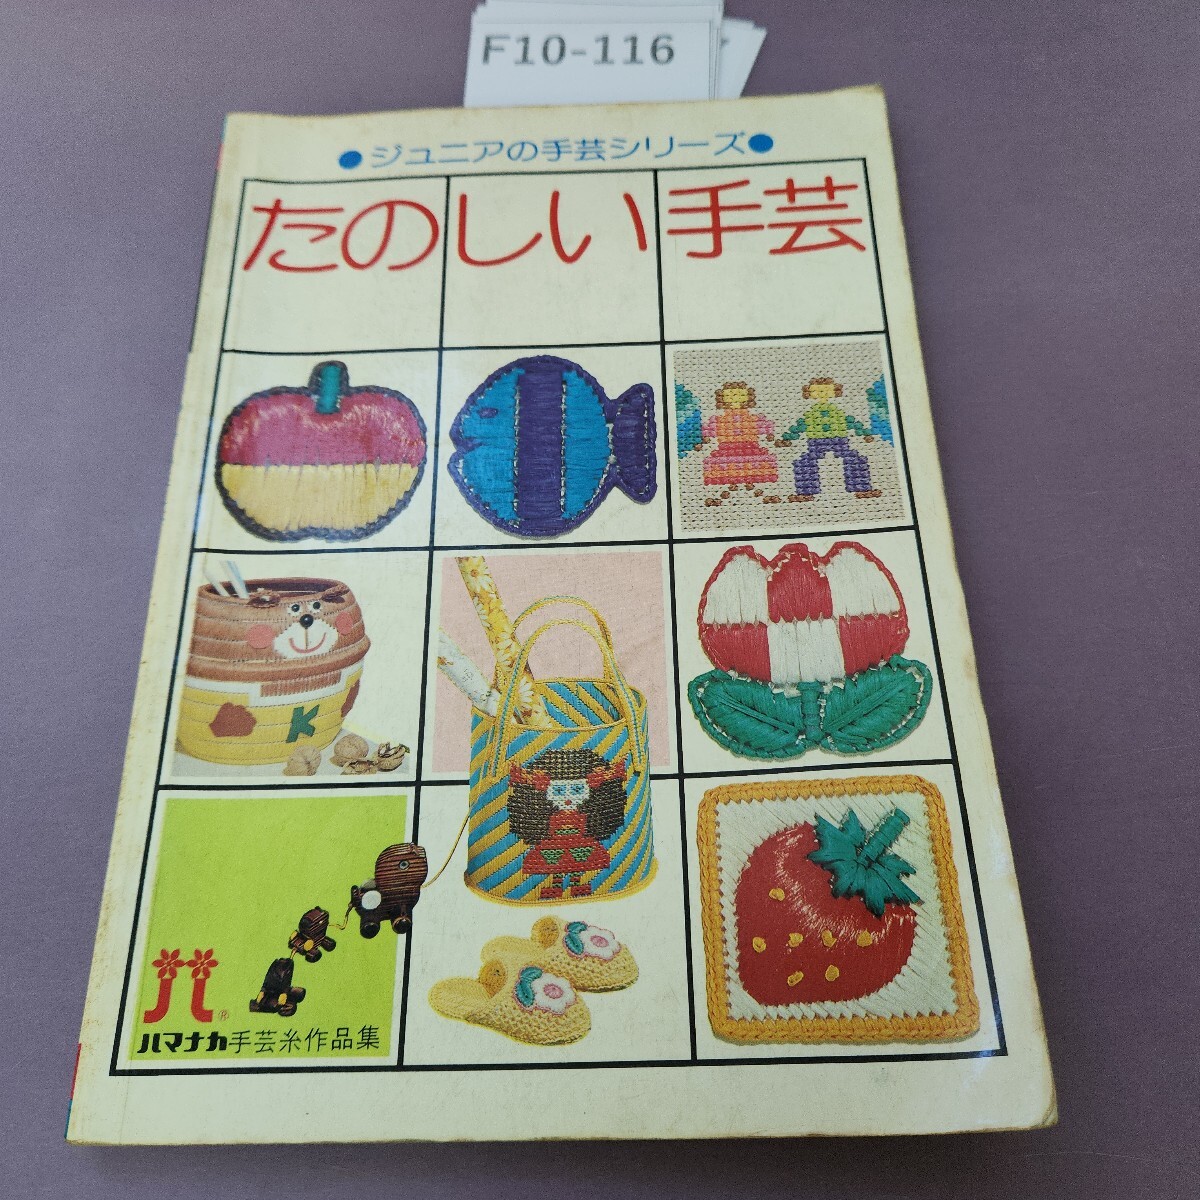 F10-116
●ジュニアの手芸シリーズ●
たのしい手芸
K
®
ハマナカ手芸糸作品集